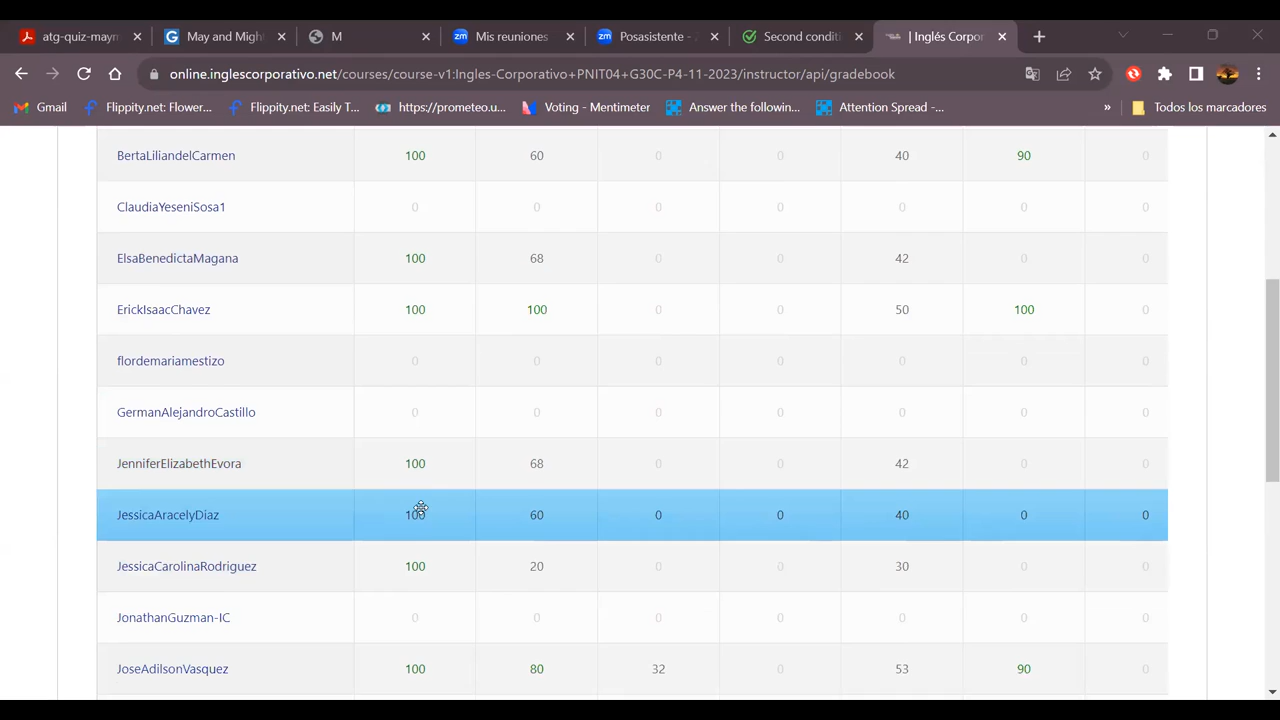 atg-quiz-mayn
May and Migh
M
Mis reuniones
Posasistente -
Second conditi
| Inglés Corpor
online.inglescorporativo.net/courses/course-v1:Ingles-Corporativo+PNIT04+G30C-P4-11-2023/instructor/api/gradebook
Gmail
Flippity.net: Flower...
Flippity.net: Easily T...
https://prometeo.u...
Voting - Mentimeter
Answer the followin...
Attention Spread -...
»
Todos los marcadores
BertaLiliandelCarmen 100 60 0 0 40 90 0
ClaudiaYeseniSosa1 0 0 0 0 0 0 0
ElsaBenedictaMagana 100 68 0 0 42 0 0
ErickIsaacChavez 100 100 0 0 50 100 0
flordemariamestizo 0 0 0 0 0 0 0
GermanAlejandroCastillo 0 0 0 0 0 0 0
JenniferElizabethEvora 100 68 0 0 42 0 0
JessicaAracelyDiaz 100 60 0 0 40 0 0
JessicaCarolinaRodriguez 100 20 0 0 30 0 0
JonathanGuzman-IC 0 0 0 0 0 0 0
JoseAdilsonVasquez 100 80 32 0 53 90 0